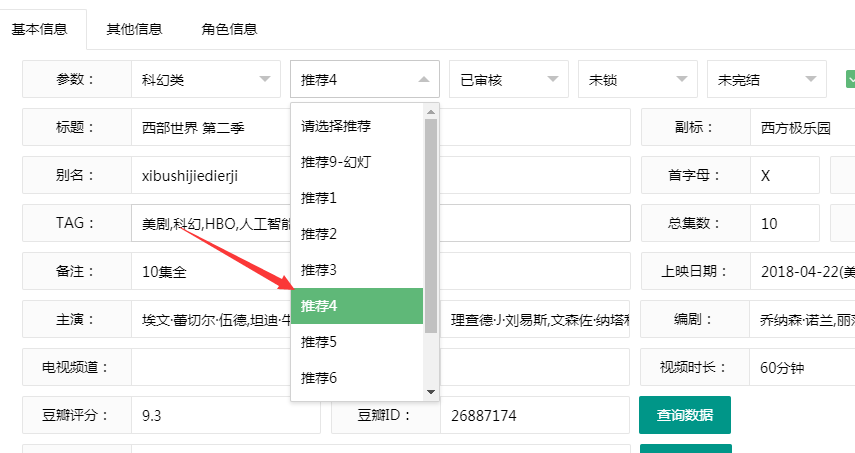 基本信息 其他信息 角色信息
参数： 科幻类 推荐4 已审核 未锁 未完结
请选择推荐
推荐9-幻灯
推荐1
推荐2
推荐3
推荐4
推荐5
推荐6
标题： 西部世界 第二季 副标： 西方极乐园
别名： xibushijiedierji 首字母： X
TAG： 美剧,科幻,HBO,人工智能 总集数： 10
备注： 10集全 上映日期： 2018-04-22(美
主演： 埃文·蕾切尔·伍德,坦迪·牛 理查德·J·刘易斯,文森佐·纳塔利 编剧： 乔纳森·诺兰,丽莎
电视频道： 视频时长： 60分钟
豆瓣评分： 9.3 豆瓣ID： 26887174 查询数据